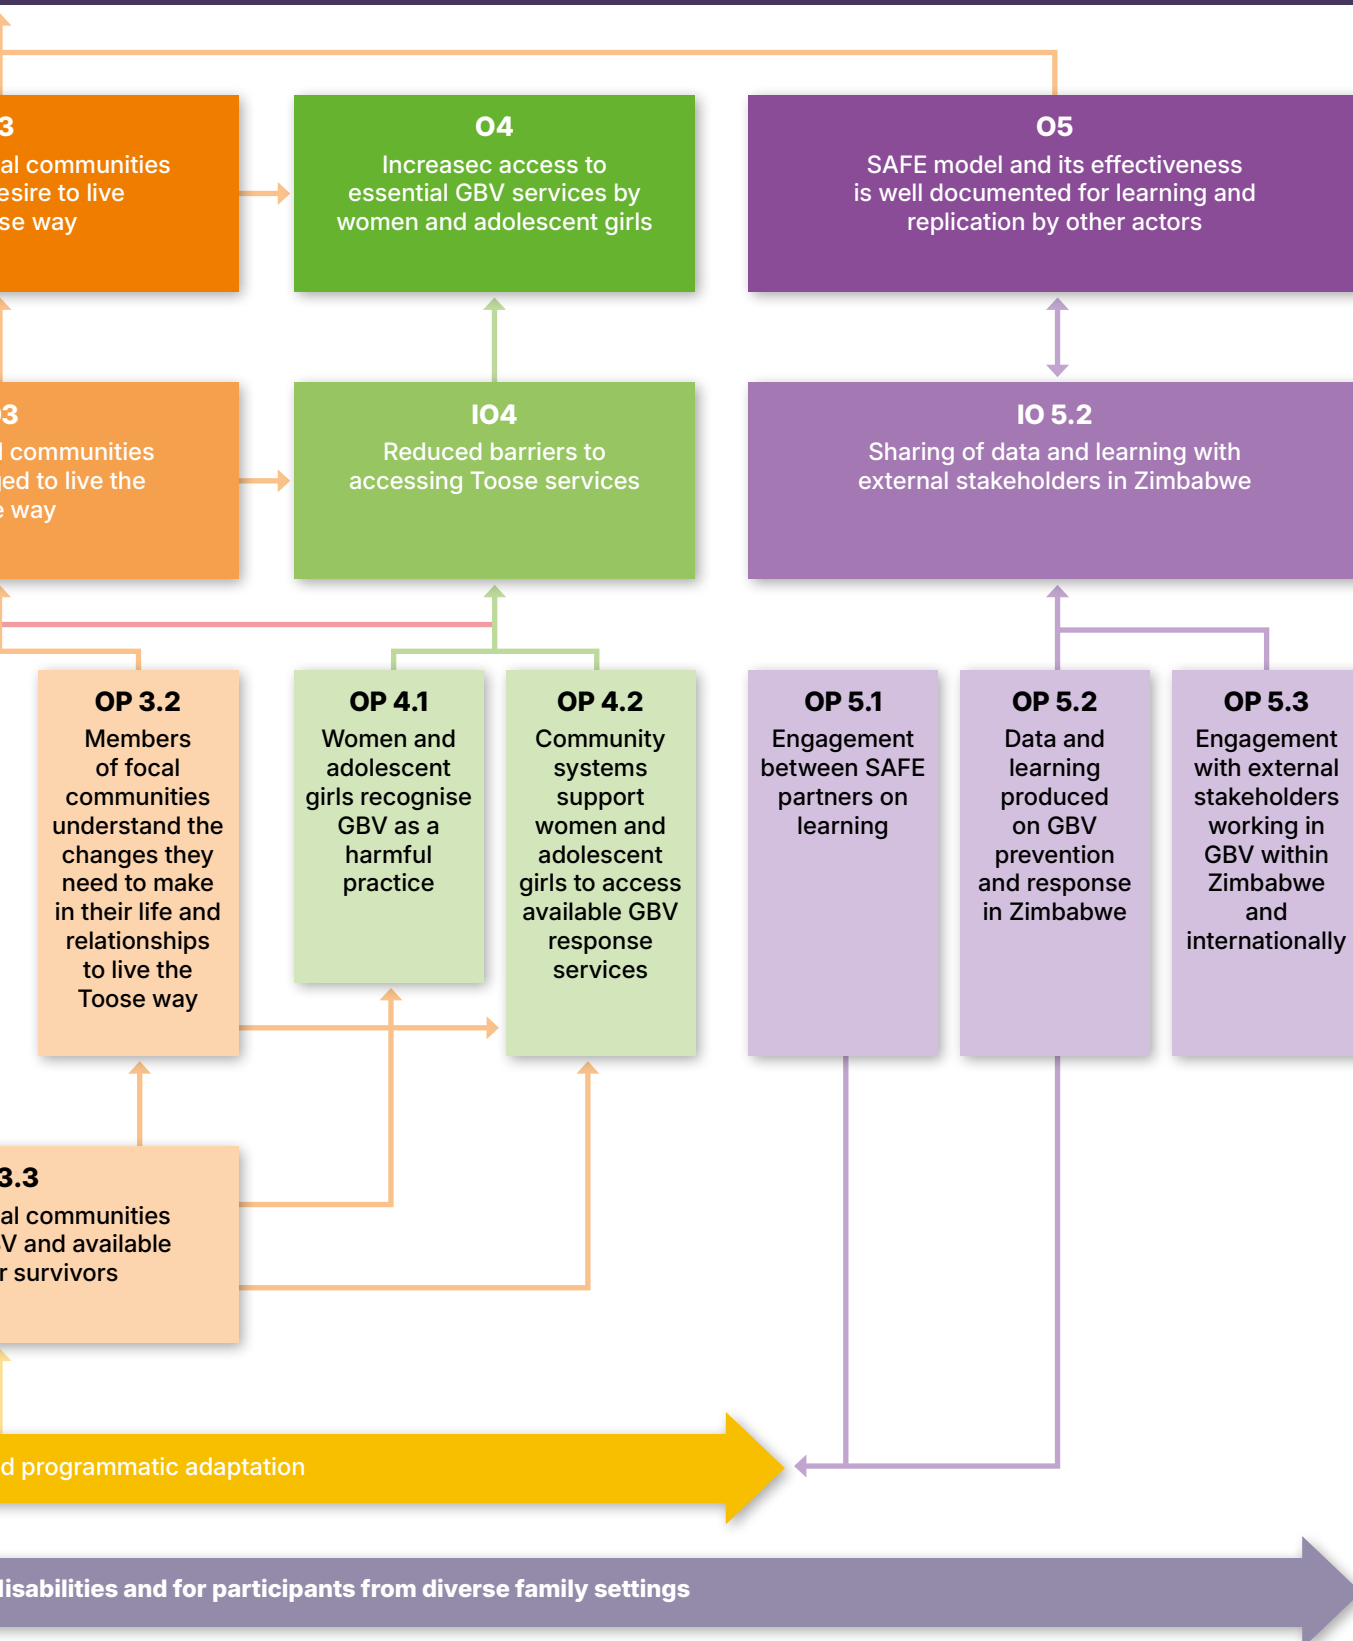 3
al communities
esire to live
se way
O4
Increasec access to
essential GBV services by
women and adolescent girls
O5
SAFE model and its effectiveness
is well documented for learning and
replication by other actors
03
l communities
ged to live the
e way
IO4
Reduced barriers to
accessing Toose services
IO 5.2
Sharing of data and learning with
external stakeholders in Zimbabwe
OP 3.2
Members
of focal
communities
understand the
changes they
need to make
in their life and
relationships
to live the
Toose way
OP 4.1
Women and
adolescent
girls recognise
GBV as a
harmful
practice
OP 4.2
Community
systems
support
women and
adolescent
girls to access
available GBV
response
services
OP 5.1
Engagement
between SAFE
partners on
learning
OP 5.2
Data and
learning
produced
on GBV
prevention
and response
in Zimbabwe
OP 5.3
Engagement
with external
stakeholders
working in
GBV within
Zimbabwe
and
internationally
3.3
al communities
V and available
r survivors
d programmatic adaptation
disabilities and for participants from diverse family settings